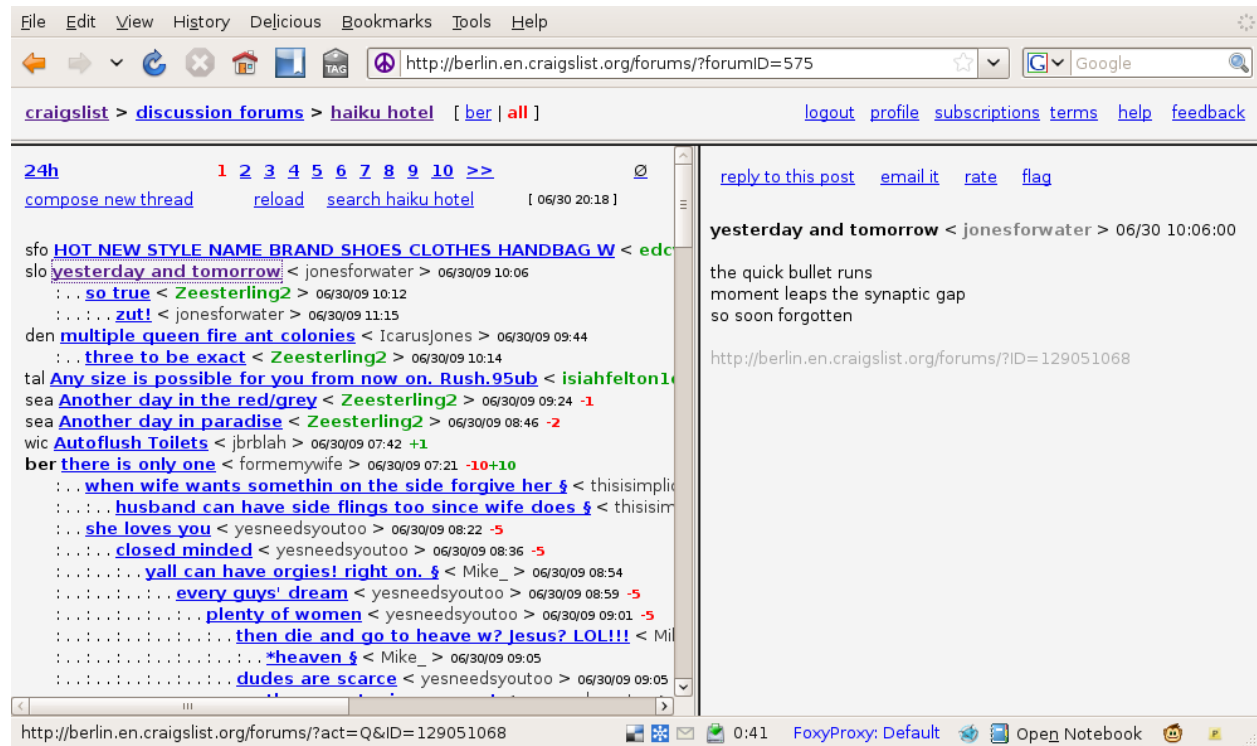 File Edit View History Delicious Bookmarks Tools Help
TAG http://berlin.en.craigslist.org/forums/?forumID=575 G Google
craigslist > discussion forums > haiku hotel [ ber | all ] logout profile subscriptions terms help feedback
24h 1 2 3 4 5 6 7 8 9 10 >> Ø
compose new thread reload search haiku hotel [ 06/30 20:18 ]
sfo HOT NEW STYLE NAME BRAND SHOES CLOTHES HANDBAG W < edc
slo yesterday and tomorrow < jonesforwater > 06/30/09 10:06
: . . so true < Zeesterling2 > 06/30/09 10:12
: . . : . . zut! < jonesforwater > 06/30/09 11:15
den multiple queen fire ant colonies < IcarusJones > 06/30/09 09:44
: . . three to be exact < Zeesterling2 > 06/30/09 10:14
tal Any size is possible for you from now on. Rush.95ub < isiahfelton1
sea Another day in the red/grey < Zeesterling2 > 06/30/09 09:24 -1
sea Another day in paradise < Zeesterling2 > 06/30/09 08:46 -2
wic Autoflush Toilets < jbrblah > 06/30/09 07:42 +1
ber there is only one < formemywife > 06/30/09 07:21 -10+10
: . . when wife wants somethin on the side forgive her § < thisisimplic
: . . : . . husband can have side flings too since wife does § < thisisim
: . . she loves you < yesneedsyoutoo > 06/30/09 08:22 -5
: . . : . . closed minded < yesneedsyoutoo > 06/30/09 08:36 -5
: . . : . . : . . yall can have orgies! right on. § < Mike_ > 06/30/09 08:54
: . . : . . : . . : . . every guys' dream < yesneedsyoutoo > 06/30/09 08:59 -5
: . . : . . : . . : . . : . . plenty of women < yesneedsyoutoo > 06/30/09 09:01 -5
: . . : . . : . . : . . : . . : . . then die and go to heave w? Jesus? LOL!!! < Mi
: . . : . . : . . : . . : . . : . . : . . *heaven § < Mike_ > 06/30/09 09:05
: . . : . . : . . : . . : . . : . . dudes are scarce < yesneedsyoutoo > 06/30/09 09:05
reply to this post email it rate flag
yesterday and tomorrow < jonesforwater > 06/30 10:06:00
the quick bullet runs
moment leaps the synaptic gap
so soon forgotten
http://berlin.en.craigslist.org/forums/?ID=129051068
http://berlin.en.craigslist.org/forums/?act=Q&ID=129051068 0:41 FoxyProxy: Default Open Notebook P